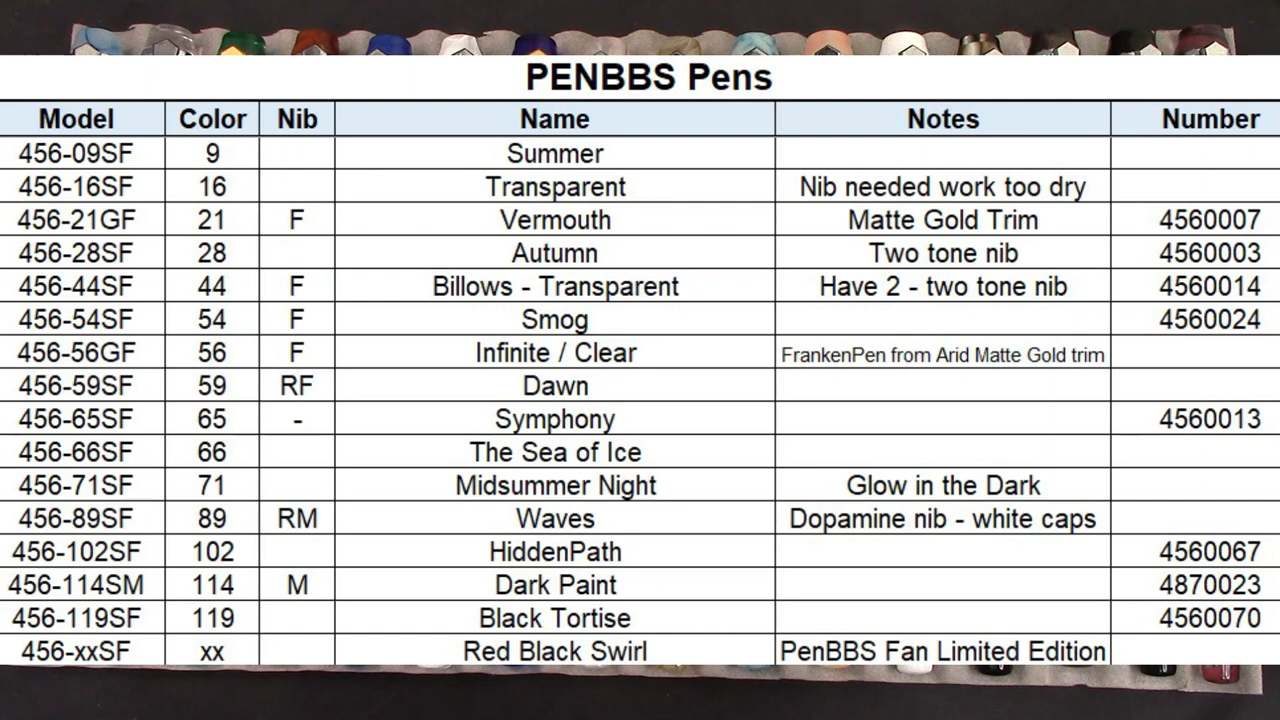 PENBBS Pens
Model Color Nib Name Notes Number
456-09SF 9 Summer
456-16SF 16 Transparent Nib needed work too dry
456-21GF 21 F Vermouth Matte Gold Trim 4560007
456-28SF 28 Autumn Two tone nib 4560003
456-44SF 44 F Billows - Transparent Have 2 - two tone nib 4560014
456-54SF 54 F Smog 4560024
456-56GF 56 F Infinite / Clear FrankenPen from Arid Matte Gold trim
456-59SF 59 RF Dawn
456-65SF 65 - Symphony 4560013
456-66SF 66 The Sea of Ice
456-71SF 71 Midsummer Night Glow in the Dark
456-89SF 89 RM Waves Dopamine nib - white caps
456-102SF 102 HiddenPath 4560067
456-114SM 114 M Dark Paint 4870023
456-119SF 119 Black Tortise 4560070
456-xxSF xx Red Black Swirl PenBBS Fan Limited Edition